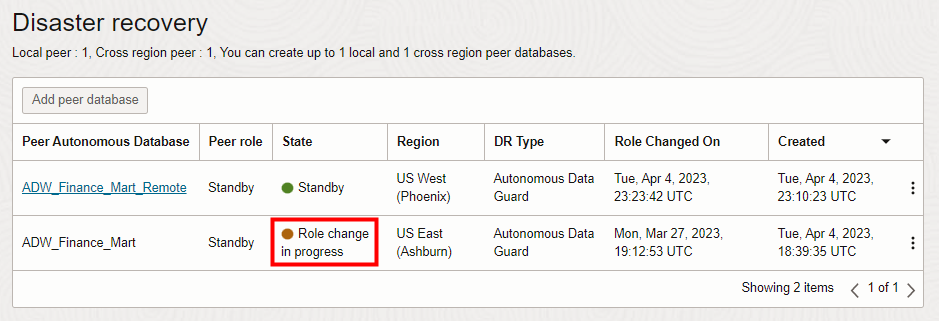 Disaster recovery
Local peer : 1, Cross region peer : 1, You can create up to 1 local and 1 cross region peer databases.
Add peer database
Peer Autonomous Database Peer role State Region DR Type Role Changed On Created
ADW_Finance_Mart_Remote Standby Standby US West (Phoenix) Autonomous Data Guard Tue, Apr 4, 2023, 23:23:42 UTC Tue, Apr 4, 2023, 23:10:23 UTC
ADW_Finance_Mart Standby Role change in progress US East (Ashburn) Autonomous Data Guard Mon, Mar 27, 2023, 19:12:53 UTC Tue, Apr 4, 2023, 18:39:35 UTC
Showing 2 items 1 of 1